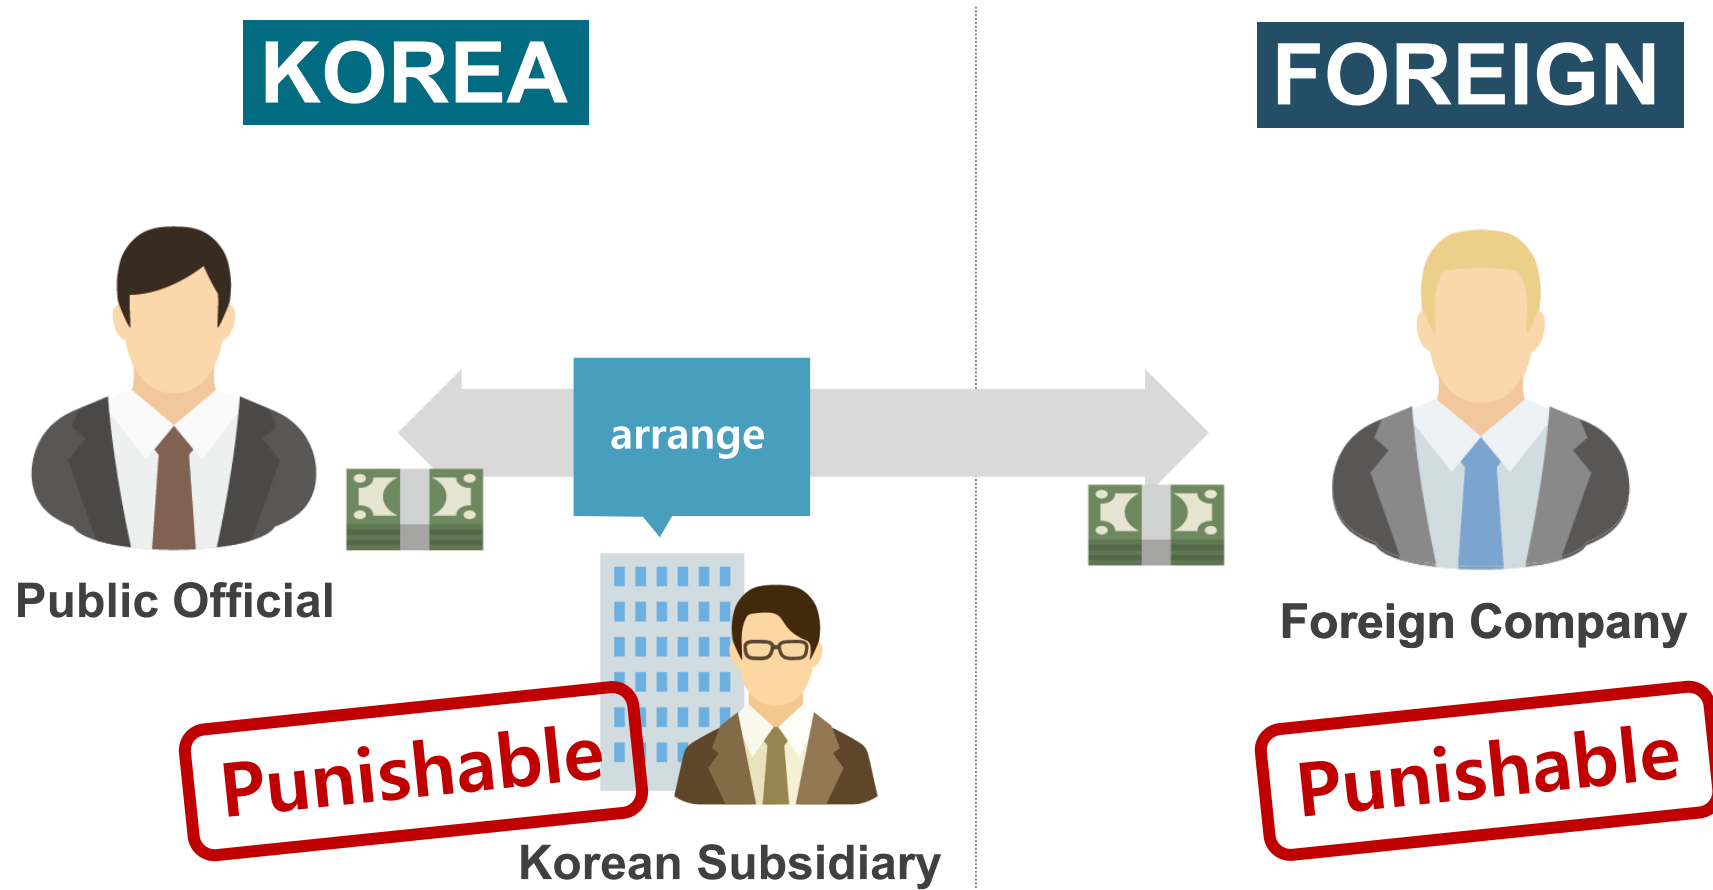 KOREA
FOREIGN
arrange
Public Official
Foreign Company
Punishable
Punishable
Korean Subsidiary